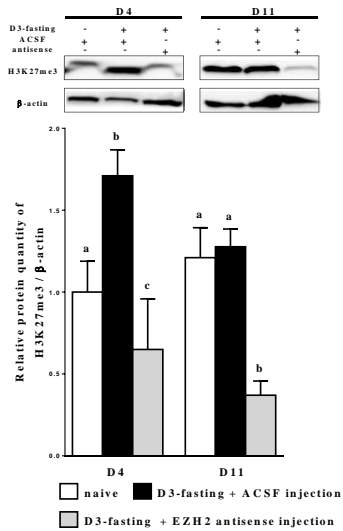 D4 D11
D3-fasting - + + - + +
ACSF + + - + + -
antisense - - + - - +
H3K27me3
β-actin
Relative protein quantity of
H3K27me3 / β-actin
2.0
1.5
1.0
0.5
0.0
a b c a a b
D4 D11
naive D3-fasting + ACSF injection
D3-fasting + EZH2 antisense injection